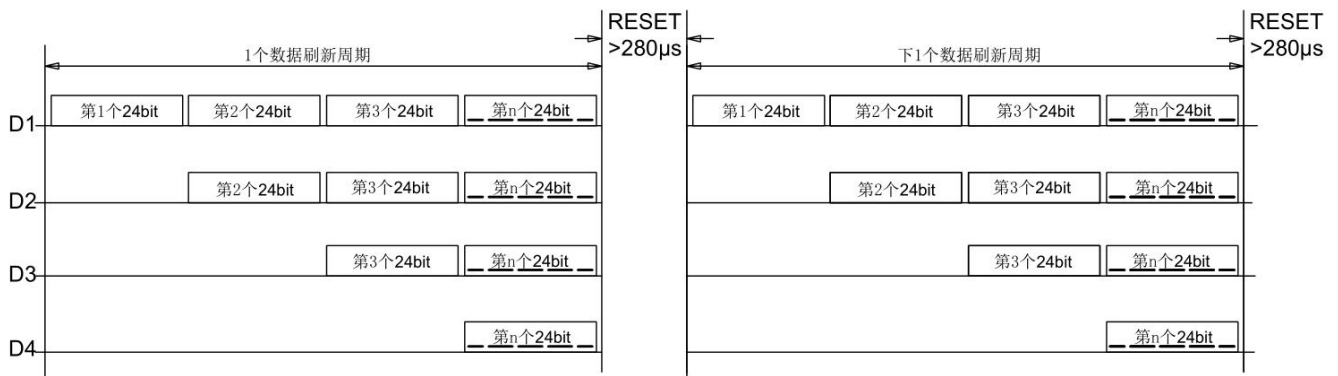 RESET
>280μs
RESET
>280μs
1个数据刷新周期
下1个数据刷新周期
D1
第1个24bit
第2个24bit
第3个24bit
第n个24bit
第1个24bit
第2个24bit
第3个24bit
第n个24bit
D2
第2个24bit
第3个24bit
第n个24bit
第2个24bit
第3个24bit
第n个24bit
D3
第3个24bit
第n个24bit
第3个24bit
第n个24bit
D4
第n个24bit
第n个24bit